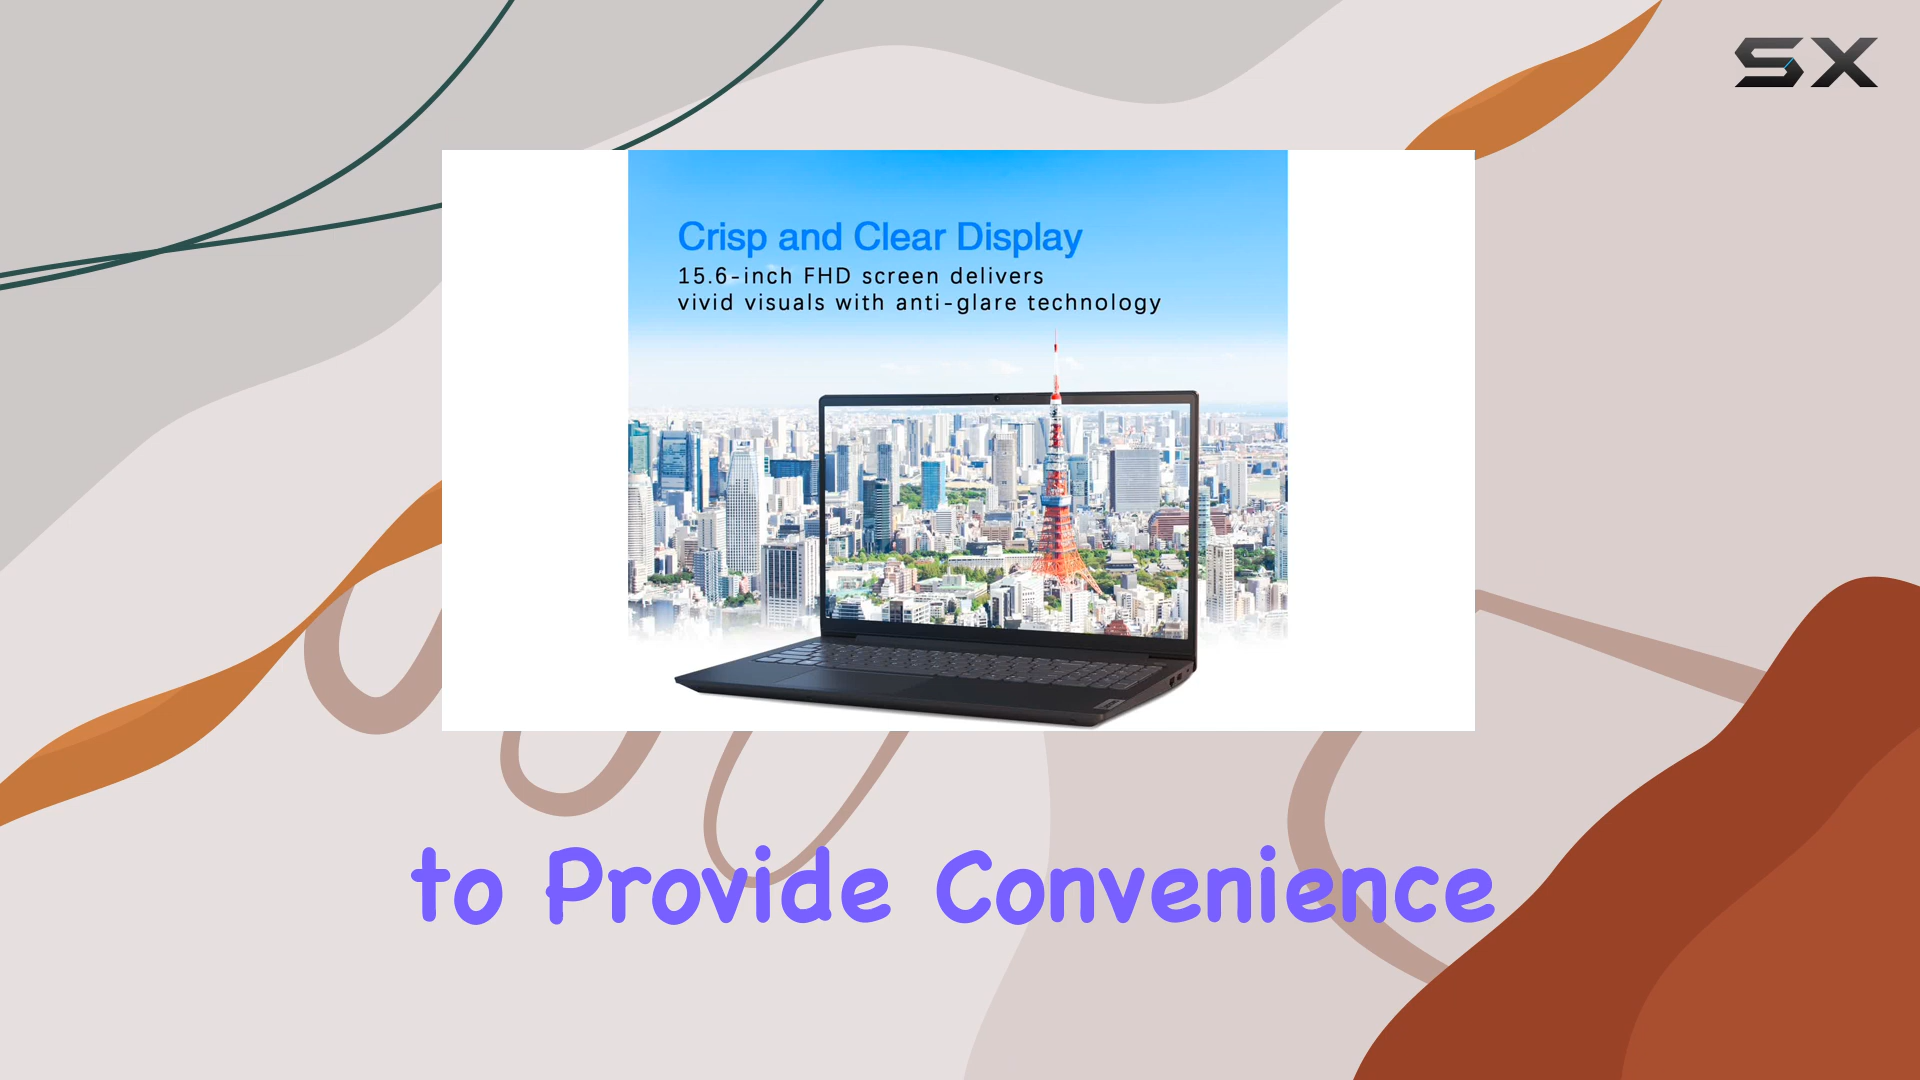 SX
Crisp and Clear Display
15.6-inch FHD screen delivers
vivid visuals with anti-glare technology
to Provide Convenience